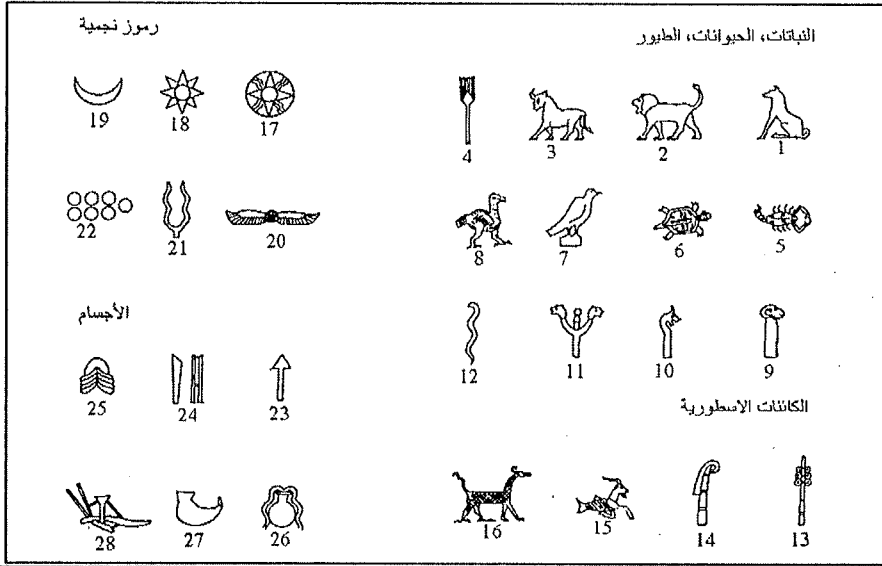 النباتات، الحيوانات، الطيور
1 2 3 4
5 6 7 8
9 10 11 12
الكائنات الاسطورية
13 14 15 16
رموز نجمية
17 18 19
20 21 22
الأجسام
23 24 25
26 27 28